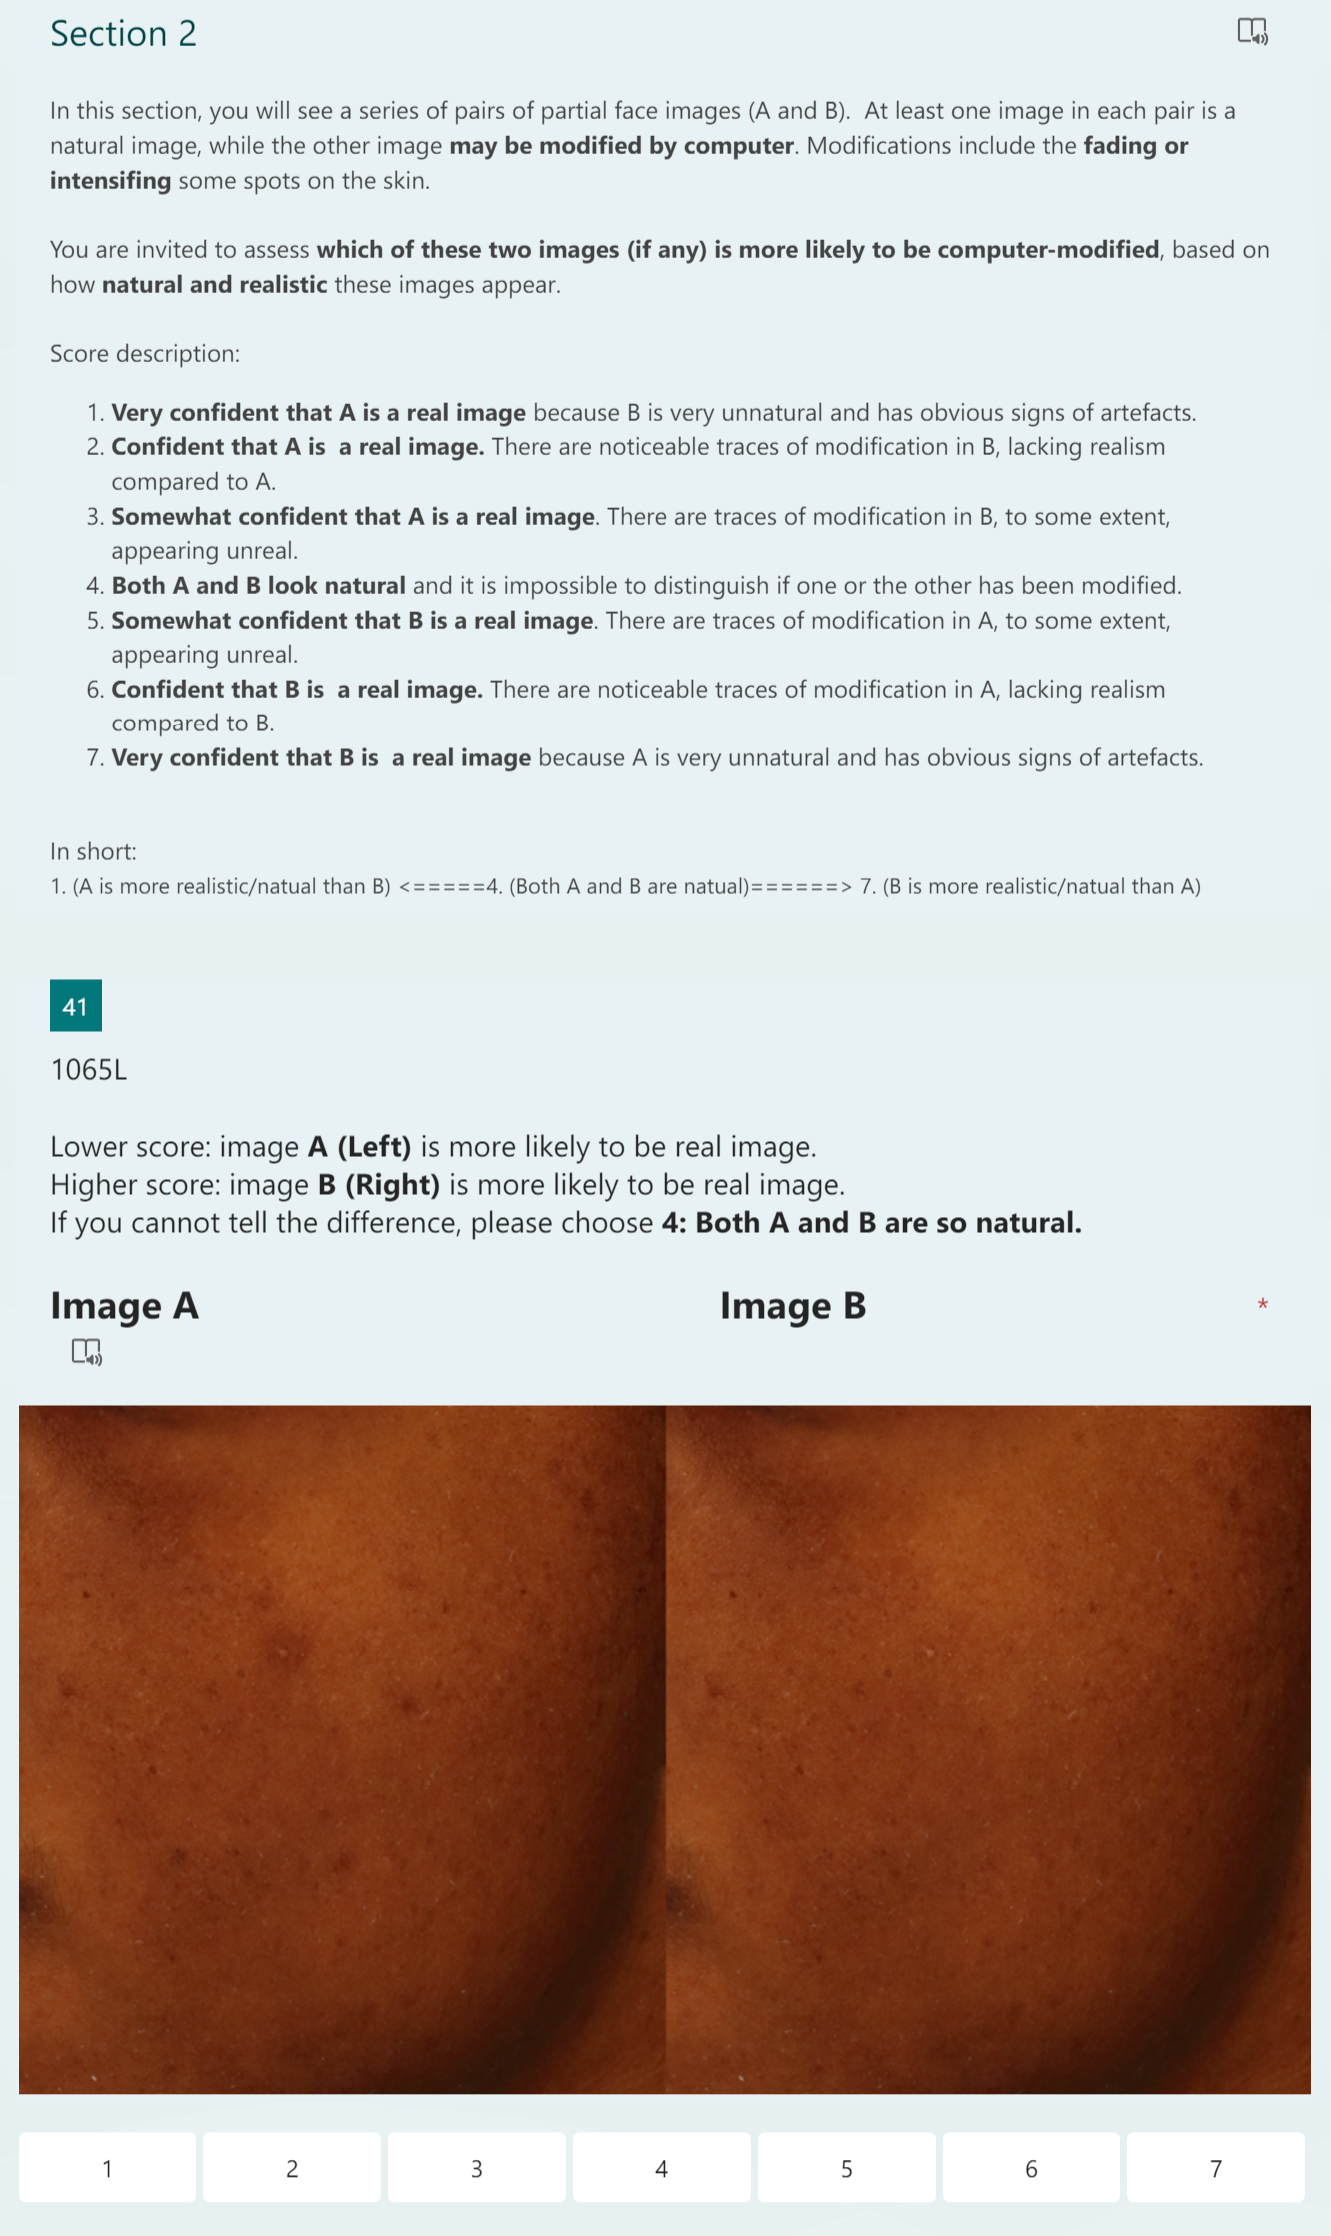 Section 2
In this section, you will see a series of pairs of partial face images (A and B).  At least one image in each pair is a
natural image, while the other image may be modified by computer. Modifications include the fading or
intensifing some spots on the skin.
You are invited to assess which of these two images (if any) is more likely to be computer-modified, based on
how natural and realistic these images appear.
Score description:
1. Very confident that A is a real image because B is very unnatural and has obvious signs of artefacts.
2. Confident that A is  a real image. There are noticeable traces of modification in B, lacking realism
compared to A.
3. Somewhat confident that A is a real image. There are traces of modification in B, to some extent,
appearing unreal.
4. Both A and B look natural and it is impossible to distinguish if one or the other has been modified.
5. Somewhat confident that B is a real image. There are traces of modification in A, to some extent,
appearing unreal.
6. Confident that B is  a real image. There are noticeable traces of modification in A, lacking realism
compared to B.
7. Very confident that B is  a real image because A is very unnatural and has obvious signs of artefacts.
In short:
1. (A is more realistic/natual than B) <=====4. (Both A and B are natual)======> 7. (B is more realistic/natual than A)
41
1065L
Lower score: image A (Left) is more likely to be real image.
Higher score: image B (Right) is more likely to be real image.
If you cannot tell the difference, please choose 4: Both A and B are so natural.
Image A Image B *
1 2 3 4 5 6 7